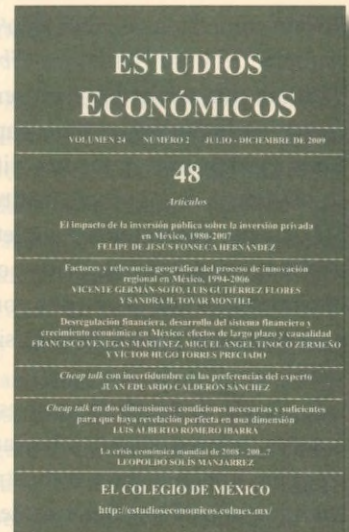 ESTUDIOS
ECONÓMICOS
VOLUMEN 24 NÚMERO 2 JULIO - DICIEMBRE DE 2009
48
Artículos
El impacto de la inversión pública sobre la inversión privada
en México, 1980-2007
FELIPE DE JESÚS FONSECA HERNÁNDEZ
Factores y relevancia geográfica del proceso de innovación
regional en México, 1994-2006
VICENTE GERMÁN-SOTO, LUIS GUTIÉRREZ FLORES
Y SANDRA H. TOVAR MONTIEL
Desregulación financiera, desarrollo del sistema financiero y
crecimiento económico en México: efectos de largo plazo y causalidad
FRANCISCO VENEGAS MARTÍNEZ, MIGUEL ÁNGEL TINOCO ZERMEÑO
Y VÍCTOR HUGO TORRES PRECIADO
Cheap talk con incertidumbre en las preferencias del experto
JUAN EDUARDO CALDERÓN SÁNCHEZ
Cheap talk en dos dimensiones: condiciones necesarias y suficientes
para que haya revelación perfecta en una dimensión
LUIS ALBERTO ROMERO IBARRA
La crisis económica mundial de 2008 - 200...?
LEOPOLDO SOLÍS MANJARREZ
EL COLEGIO DE MÉXICO
http://estudioseconomicos.colmex.mx/